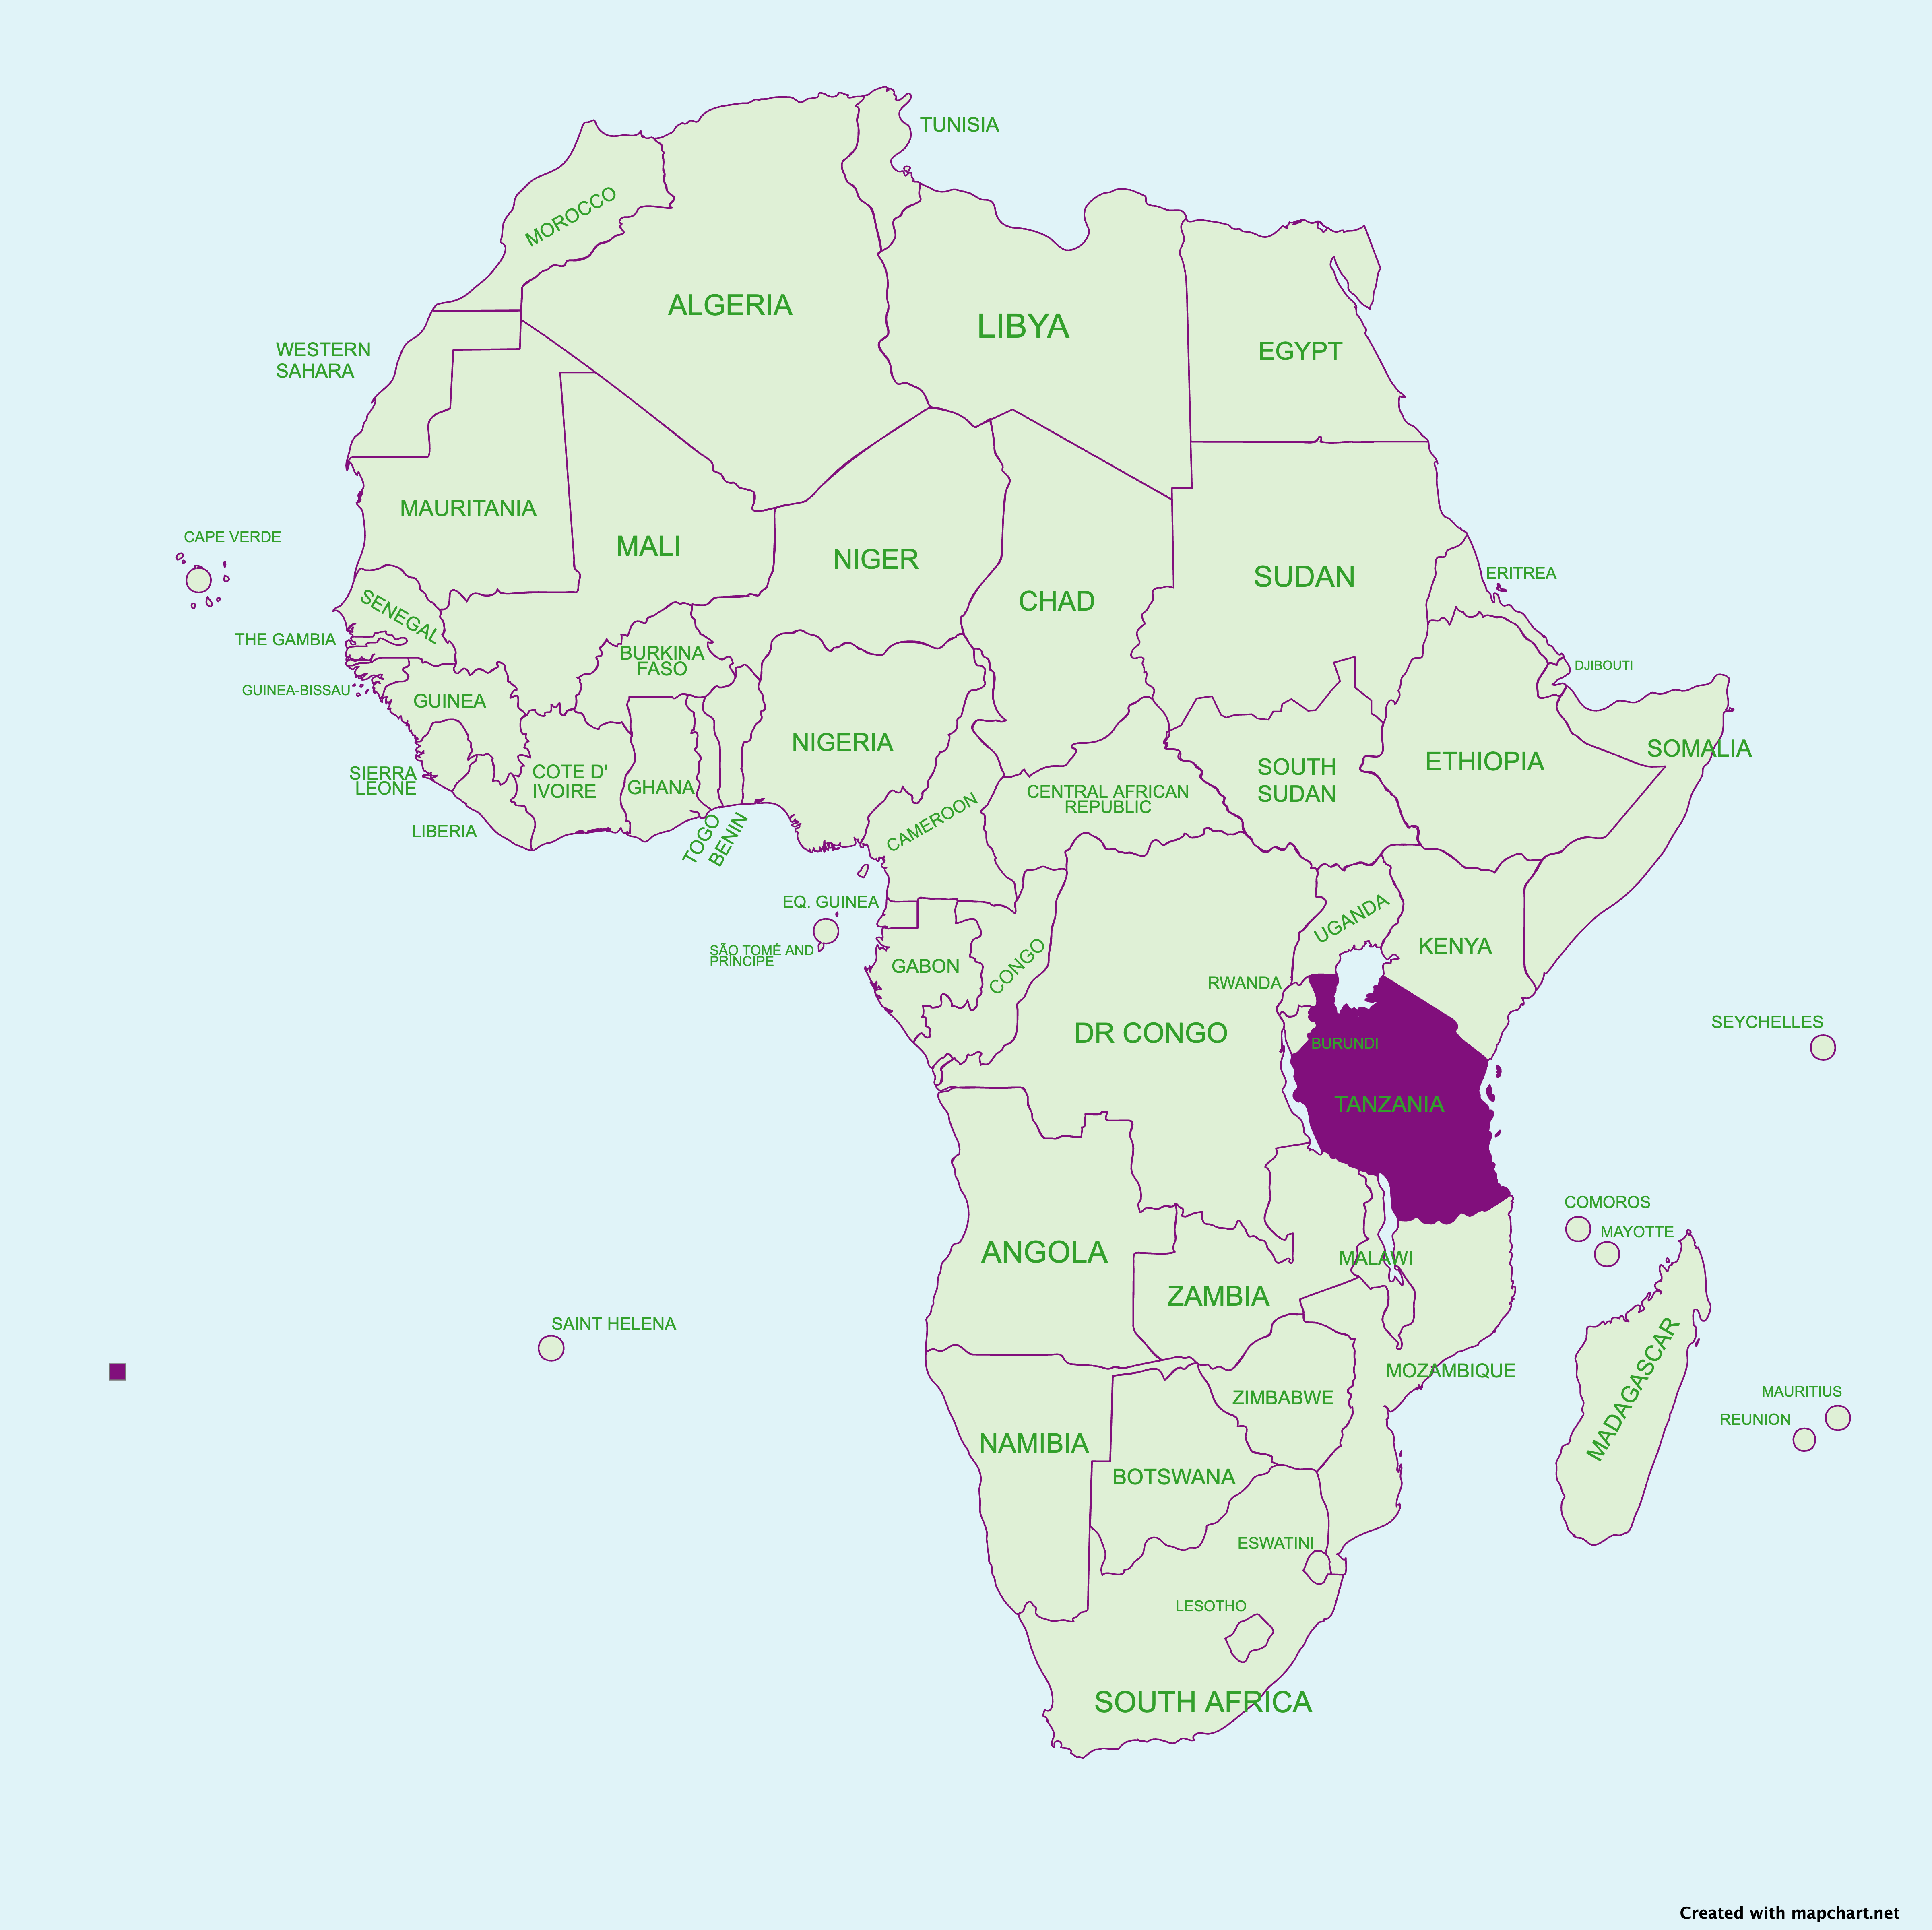 TUNISIA
MOROCCO
ALGERIA
LIBYA
EGYPT
WESTERN
SAHARA
MAURITANIA
MALI
NIGER
CHAD
SUDAN
ERITREA
CAPE VERDE
SENEGAL
THE GAMBIA
GUINEA-BISSAU
GUINEA
BURKINA
FASO
DJIBOUTI
SIERRA
LEONE
COTE D'
IVOIRE
GHANA
NIGERIA
SOUTH
SUDAN
ETHIOPIA
SOMALIA
LIBERIA
TOGO
BENIN
CAMEROON
CENTRAL AFRICAN
REPUBLIC
EQ. GUINEA
SÃO TOMÉ AND
PRINCIPE
GABON
CONGO
UGANDA
KENYA
RWANDA
DR CONGO
BURUNDI
SEYCHELLES
TANZANIA
COMOROS
MAYOTTE
ANGOLA
MALAWI
ZAMBIA
SAINT HELENA
MOZAMBIQUE
MADAGASCAR
ZIMBABWE
MAURITIUS
REUNION
NAMIBIA
BOTSWANA
ESWATINI
LESOTHO
SOUTH AFRICA
Created with mapchart.net